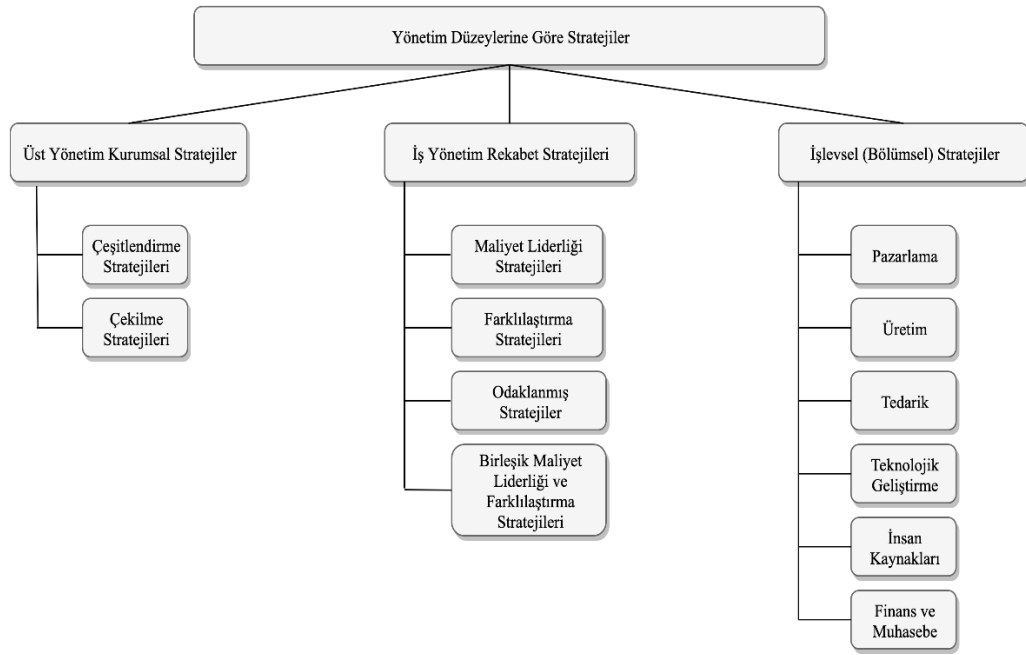 Yönetim Düzeylerine Göre Stratejiler
Üst Yönetim Kurumsal Stratejiler
Çeşitlendirme
Stratejileri
Çekilme
Stratejileri
İş Yönetim Rekabet Stratejileri
Maliyet Liderliği
Stratejileri
Farklılaştırma
Stratejileri
Odaklanmış
Stratejiler
Birleşik Maliyet
Liderliği ve
Farklılaştırma
Stratejileri
İşlevsel (Bölümsel) Stratejiler
Pazarlama
Üretim
Tedarik
Teknolojik
Geliştirme
İnsan
Kaynakları
Finans ve
Muhasebe